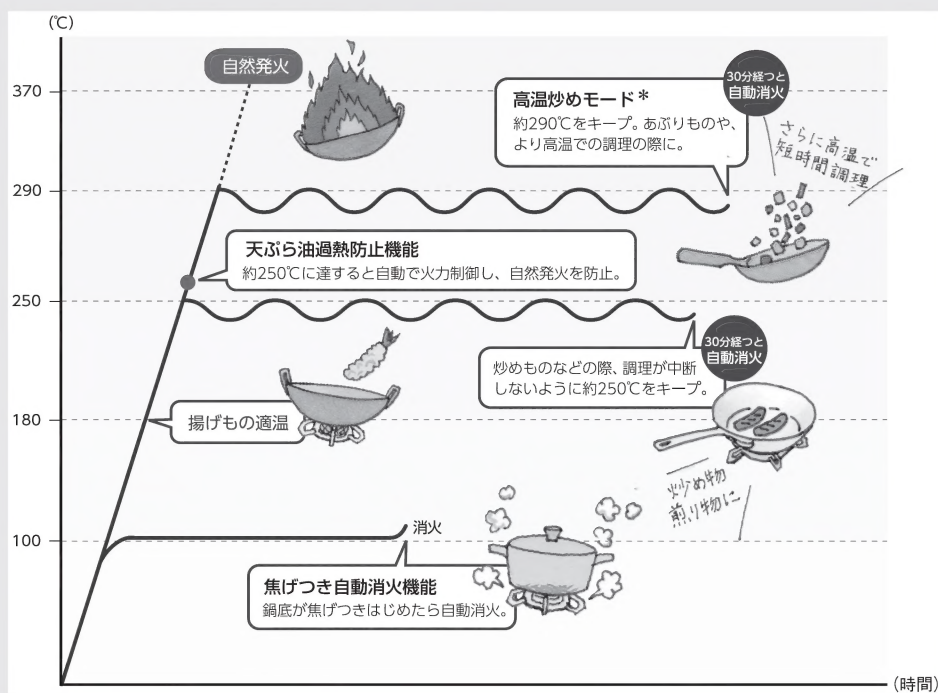 (℃)
自然発火
370
30分経つと
自動消火
高温炒めモード*
約290℃をキープ。あぶりものや、
より高温での調理の際に。
さらに高温で
短時間調理
290
天ぷら油過熱防止機能
約250℃に達すると自動で火力制御し、自然発火を防止。
250
30分経つと
自動消火
炒めものなどの際、調理が中断
しないように約250℃をキープ。
180
揚げもの適温
炒め物
煎り物に
消火
100
焦げつき自動消火機能
鍋底が焦げつきはじめたら自動消火。
(時間)